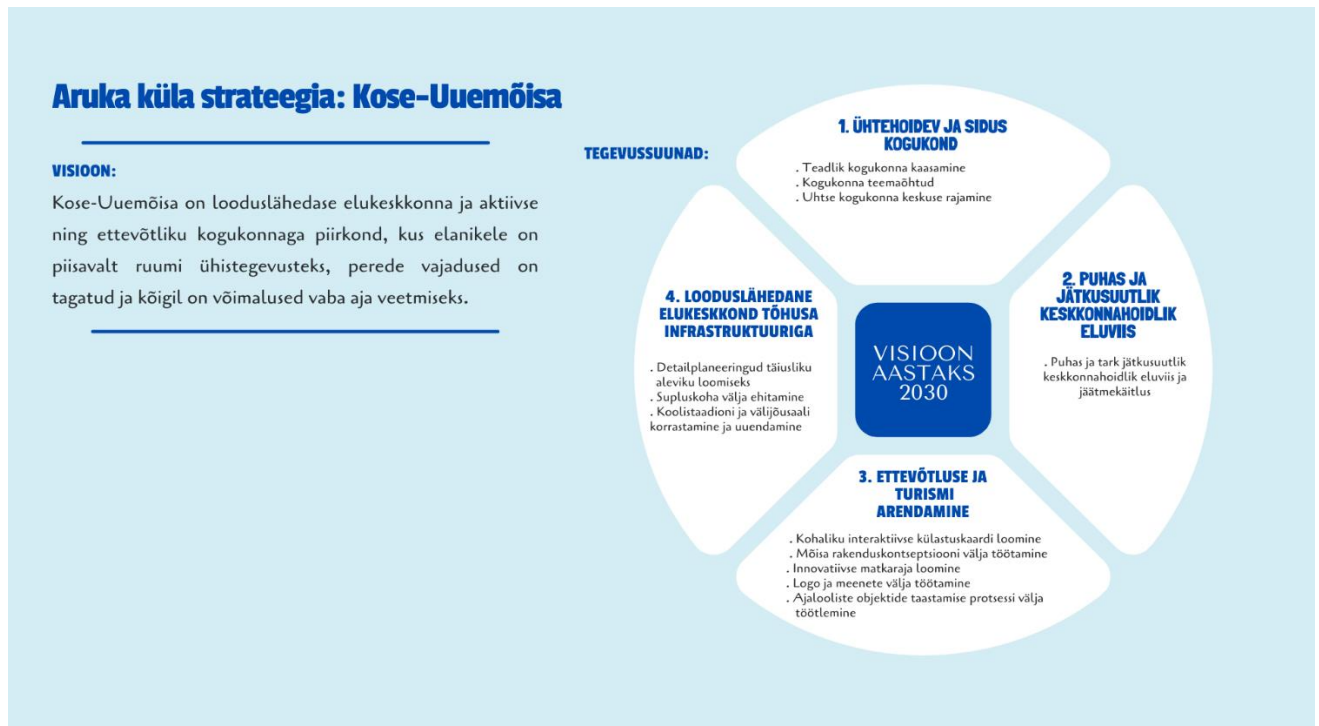 Aruka küla strateegia: Kose-Uuemõisa
VISIOON:
Kose-Uuemõisa on looduslähedase elukeskkonna ja aktiivse
ning ettevõtliku kogukonnaga piirkond, kus elanikele on
piisavalt ruumi ühistegevusteks, perede vajadused on
tagatud ja kõigil on võimalused vaba aja veetmiseks.
TEGEVUSSUUNAD:
1. ÜHTEHOIDEV JA SIDUS
KOGUKOND
. Teadlik kogukonna kaasamine
. Kogukonna teemaõhtud
. Uhtse kogukonna keskuse rajamine
2. PUHAS JA
JÄTKUSUUTLIK
KESKKONNAHOIDLIK
ELUVIIS
. Puhas ja tark jätkusuutlik
keskkonnahoidlik eluviis ja
jäätmekäitlus
3. ETTEVÕTLUSE JA
TURISMI
ARENDAMINE
. Kohaliku interaktiivse külastuskaardi loomine
. Mõisa rakenduskontseptsiooni välja töötamine
. Innovatiivse matkaraja loomine
. Logo ja meenete välja töötamine
. Ajalooliste objektide taastamise protsessi välja
töötlemine
4. LOODUSLÄHEDANE
ELUKESKKOND TÕHUSA
INFRASTRUKTUURIGA
. Detailplaneeringud täiusliku
aleviku loomiseks
. Supluskoha välja ehitamine
. Koolistaadioni ja välijõusaali
korrastamine ja uuendamine
VISIOON
AASTAKS
2030